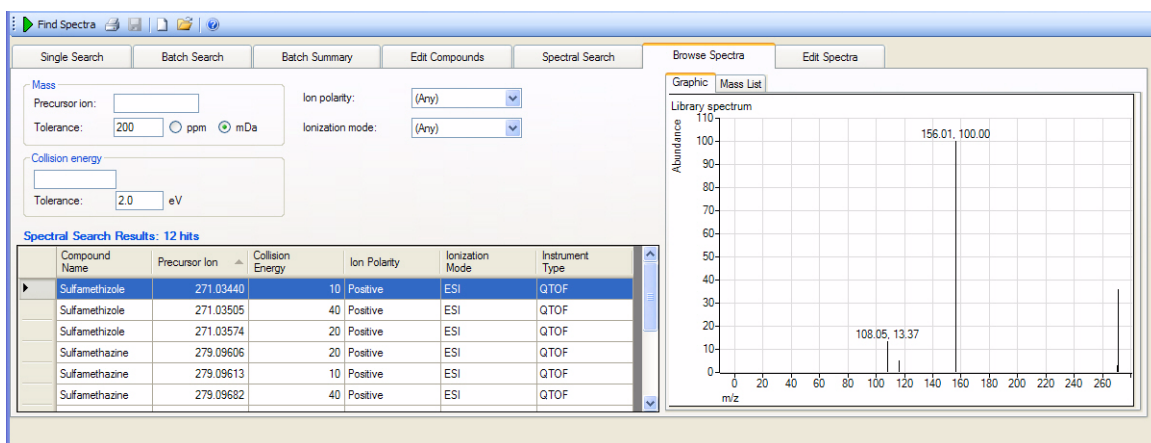 Find Spectra
Single Search Batch Search Batch Summary Edit Compounds Spectral Search Browse Spectra Edit Spectra
Mass
Precursor ion:
Tolerance: 200 ppm mDa
Ion polarity: (Any)
Ionization mode: (Any)
Collision energy
Tolerance: 2.0 eV
Spectral Search Results: 12 hits
Compound Name Precursor Ion Collision Energy Ion Polarity Ionization Mode Instrument Type
Sulfamethizole 271.03440 10 Positive ESI QTOF
Sulfamethizole 271.03505 40 Positive ESI QTOF
Sulfamethizole 271.03574 20 Positive ESI QTOF
Sulfamethazine 279.09606 20 Positive ESI QTOF
Sulfamethazine 279.09613 10 Positive ESI QTOF
Sulfamethazine 279.09682 40 Positive ESI QTOF
Graphic Mass List
Library spectrum
Abundance
110
100
90
80
70
60
50
40
30
20
10
0
156.01, 100.00
108.05, 13.37
0 20 40 60 80 100 120 140 160 180 200 220 240 260
m/z